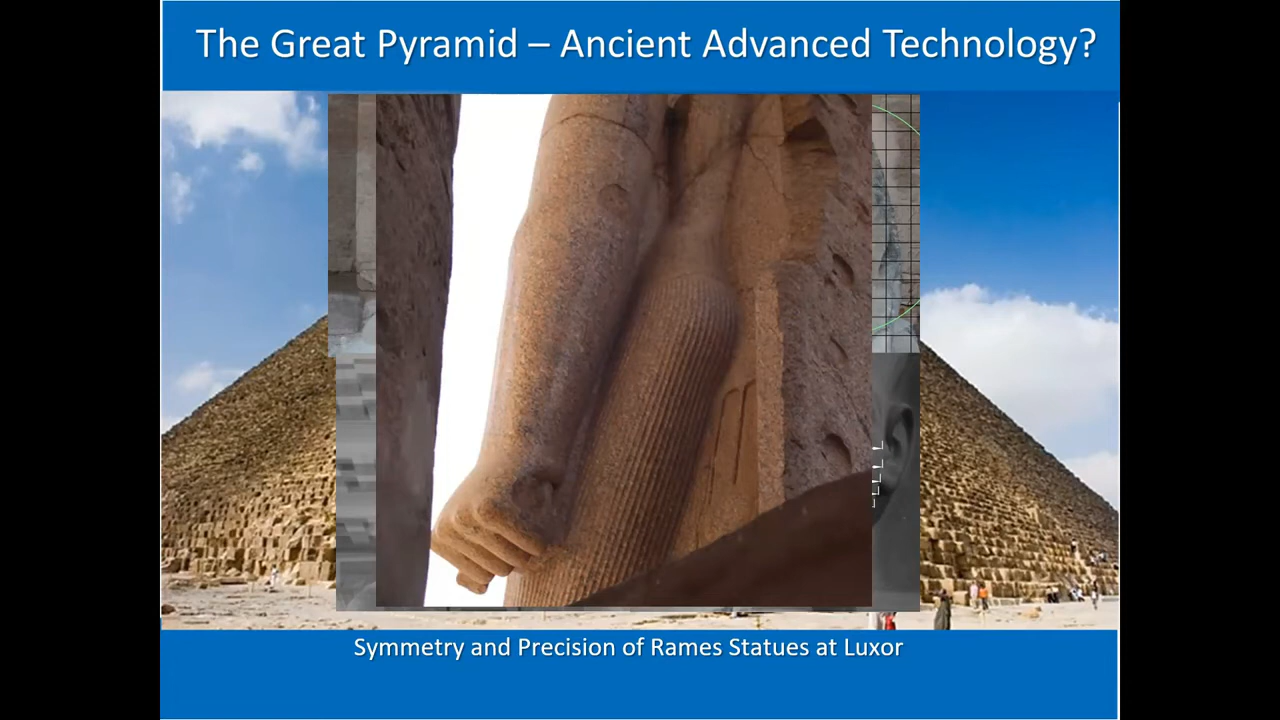 The Great Pyramid – Ancient Advanced Technology?
Symmetry and Precision of Rames Statues at Luxor